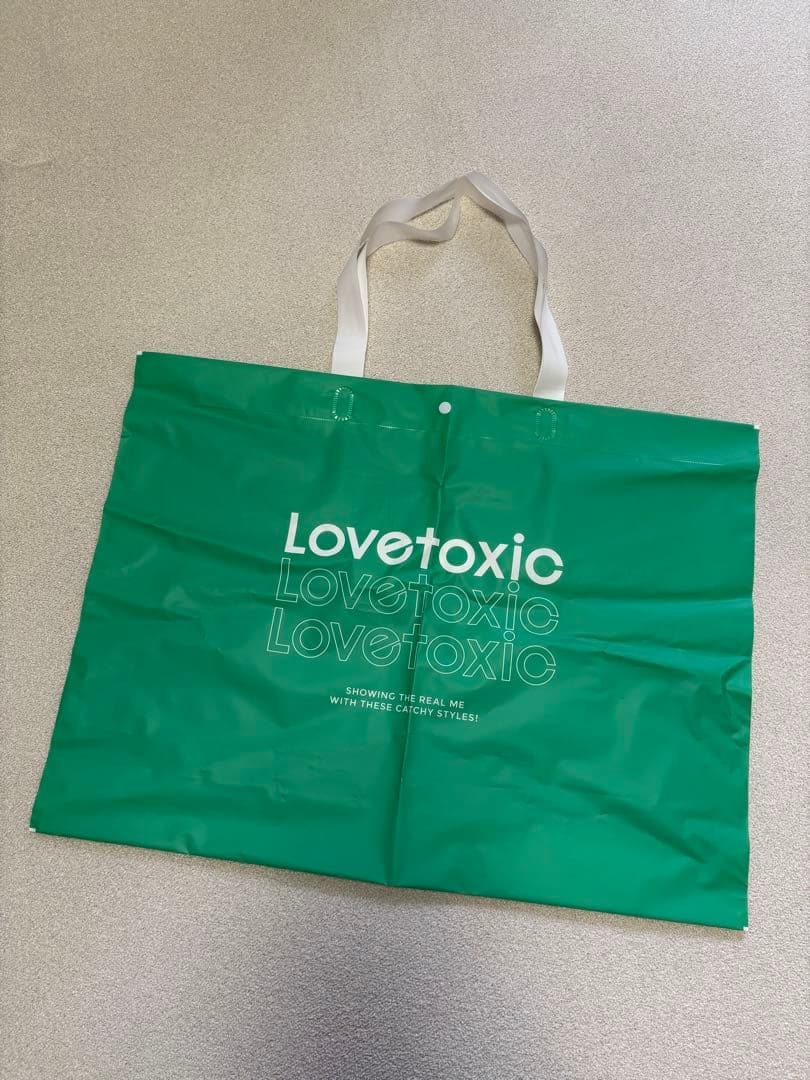 Lovetoxic
Lovetoxic
Lovetoxic
SHOWING THE REAL ME
WITH THESE CATCHY STYLES!